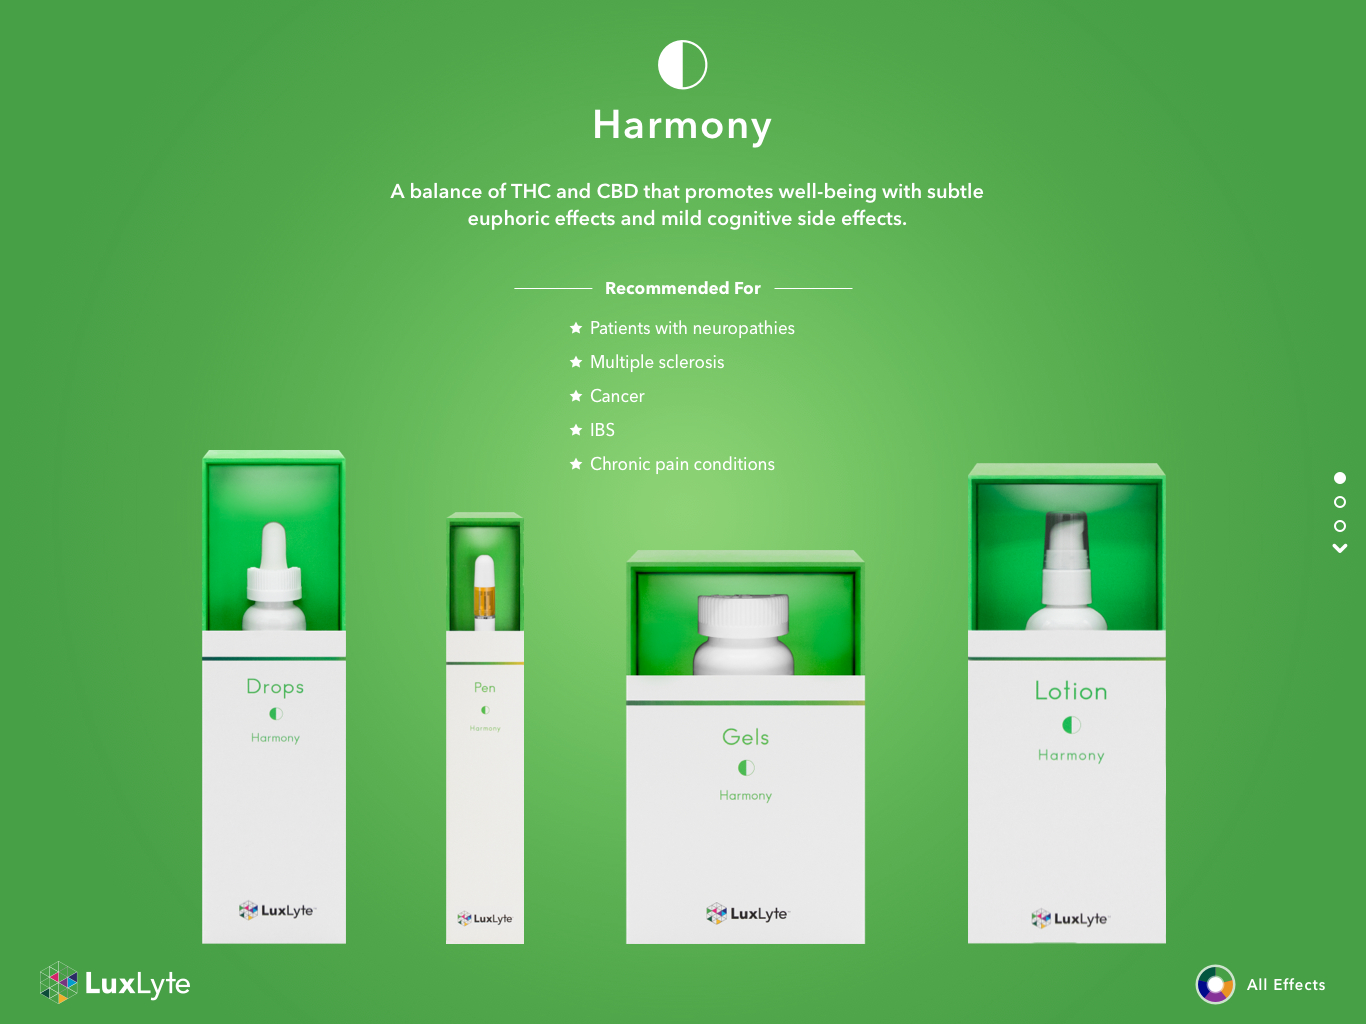 Harmony
A balance of THC and CBD that promotes well-being with subtle
euphoric effects and mild cognitive side effects.
Recommended For
Patients with neuropathies
Multiple sclerosis
Cancer
IBS
Chronic pain conditions
Drops
Harmony
LuxLyte
Pen
Harmony
LuxLyte
Gels
Harmony
LuxLyte
Lotion
Harmony
LuxLyte
LuxLyte
All Effects